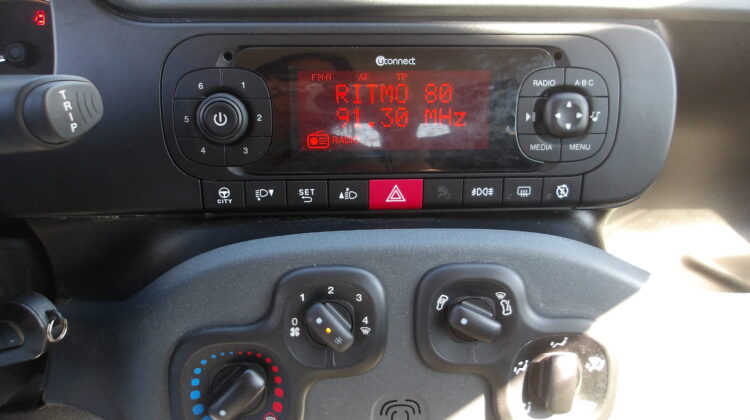 uconnect
FM-A AF TP
RITMO 80
91.30 MHz
RADIO
6 1
5 2
4 3
RADIO A·B·C
MEDIA MENU
TRIP
CITY
SET
1 2 3
0 4